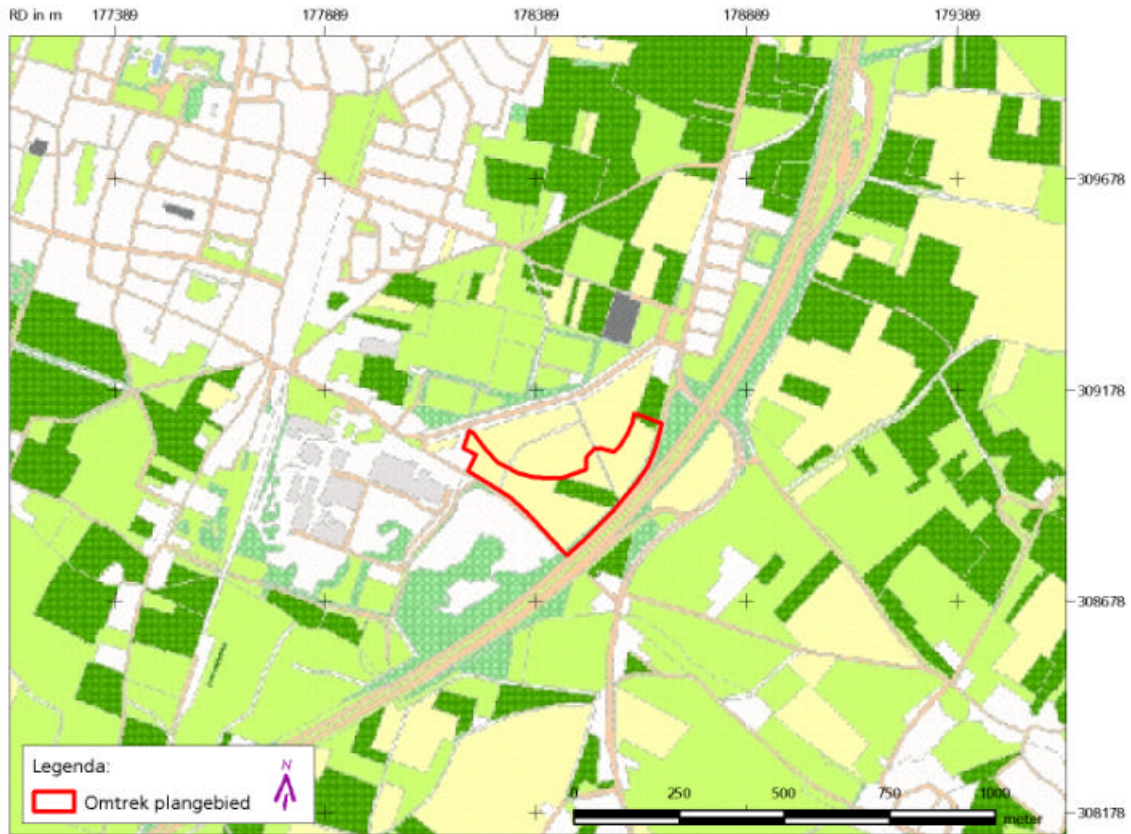 RD in m 177389 177889 178389 178889 179389
309678
309178
308678
308178
Legenda:
N
Omtrek plangebied
0 250 500 750 1000
meter